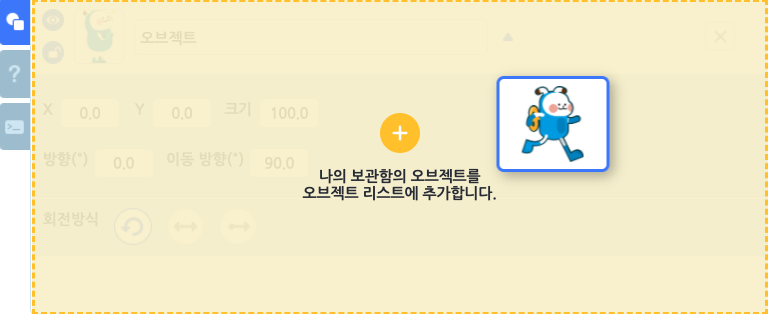 오브젝트
X 0.0 Y 0.0 크기 100.0
방향(°) 0.0 이동 방향(°) 90.0
나의 보관함의 오브젝트를
오브젝트 리스트에 추가합니다.
회전방식